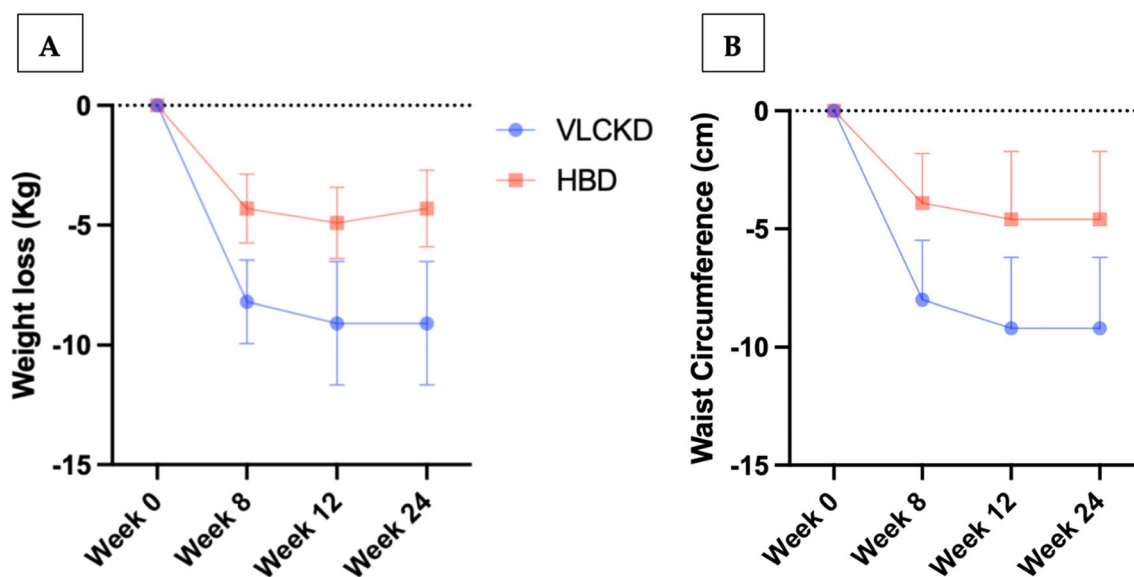 A
Weight loss (Kg)
0
-5
-10
-15
Week 0
Week 8
Week 12
Week 24
VLCKD
HBD
B
Waist Circumference (cm)
0
-5
-10
-15
Week 0
Week 8
Week 12
Week 24